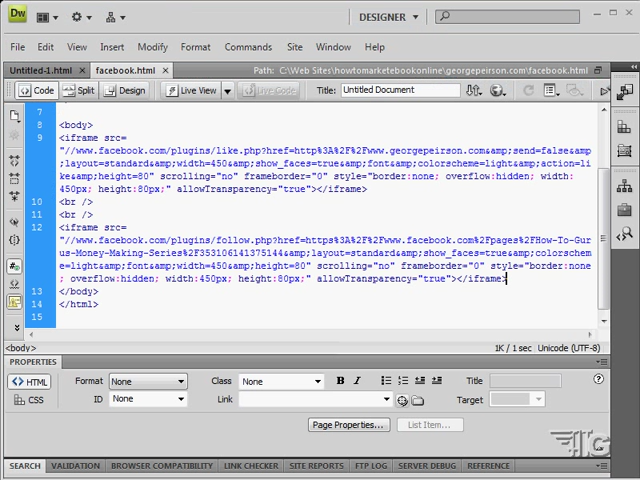 Dw
DESIGNER
File Edit View Insert Modify Format Commands Site Window Help
Untitled-1.html × facebook.html × Path: C:\Web Sites\howtomarketebookonline\georgepeirson.com\facebook.html
Code Split Design Live View Live Code Title: Untitled Document
7
8 <body>
9 <iframe src=
"//www.facebook.com/plugins/like.php?href=http%3A%2F%2Fwww.georgepeirson.com&amp;send=false&amp
;layout=standard&amp;width=450&amp;show_faces=true&amp;font&amp;colorscheme=light&amp;action=li
ke&amp;height=80" scrolling="no" frameborder="0" style="border:none; overflow:hidden; width:
450px; height:80px;" allowTransparency="true"></iframe>
10 <br />
11 <br />
12 <iframe src=
"//www.facebook.com/plugins/follow.php?href=https%3A%2F%2Fwww.facebook.com%2Fpages%2FHow-To-Gur
us-Money-Making-Series%2F353106141375144&amp;layout=standard&amp;show_faces=true&amp;colorschem
e=light&amp;font&amp;width=450&amp;height=80" scrolling="no" frameborder="0" style="border:none
; overflow:hidden; width:450px; height:80px;" allowTransparency="true"></iframe>
13 </body>
14 </html>
15
<body> 1K / 1 sec Unicode (UTF-8)
PROPERTIES
<> HTML Format None Class None B I Title
CSS ID None Link Target
Page Properties... List Item...
SEARCH VALIDATION BROWSER COMPATIBILITY LINK CHECKER SITE REPORTS FTP LOG SERVER DEBUG REFERENCE